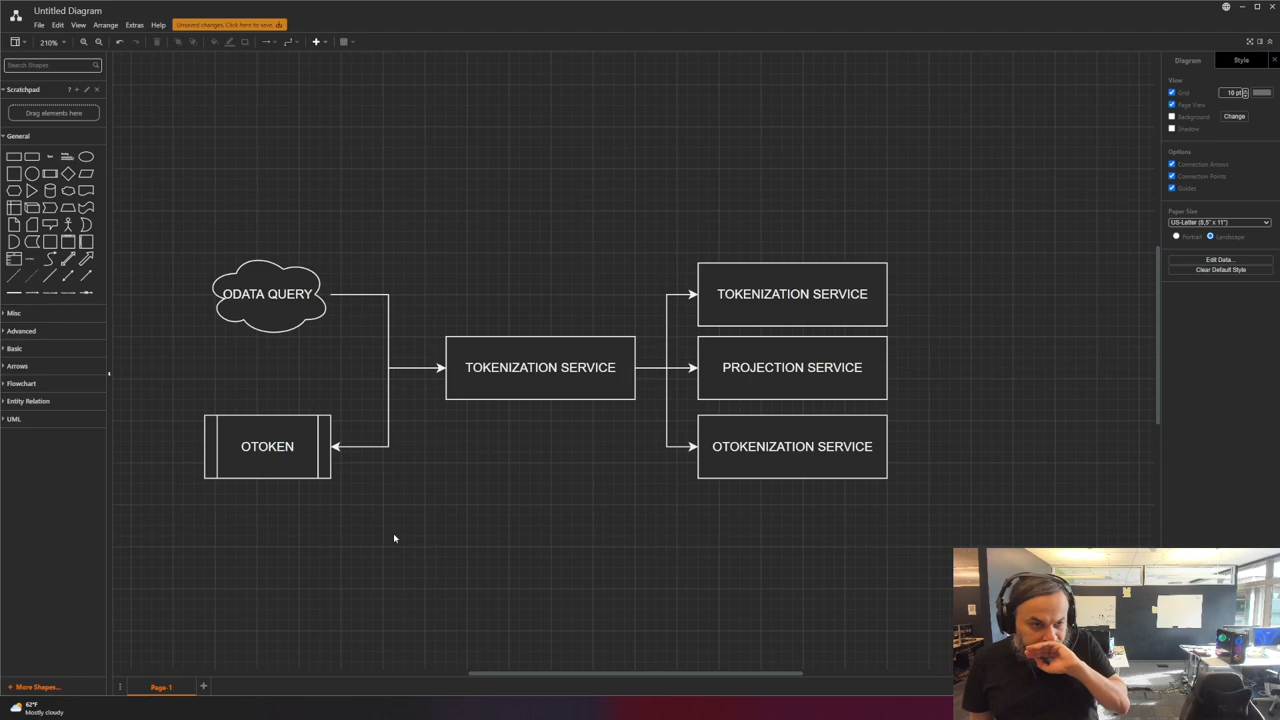 Untitled Diagram
File Edit View Arrange Extras Help Unsaved changes. Click here to save.
210%
Search Shapes
Scratchpad
? + ×
Drag elements here
General
Text
Misc
Advanced
Basic
Arrows
Flowchart
Entity Relation
UML
+ More Shapes...
ODATA QUERY
OTOKEN
TOKENIZATION SERVICE
TOKENIZATION SERVICE
PROJECTION SERVICE
OTOKENIZATION SERVICE
Diagram Style
View
Grid 10 pt
Page View
Background Change
Shadow
Options
Connection Arrows
Connection Points
Guides
Paper Size
US-Letter (8,5" x 11")
Portrait Landscape
Edit Data...
Clear Default Style
Page-1
62°F
Mostly cloudy